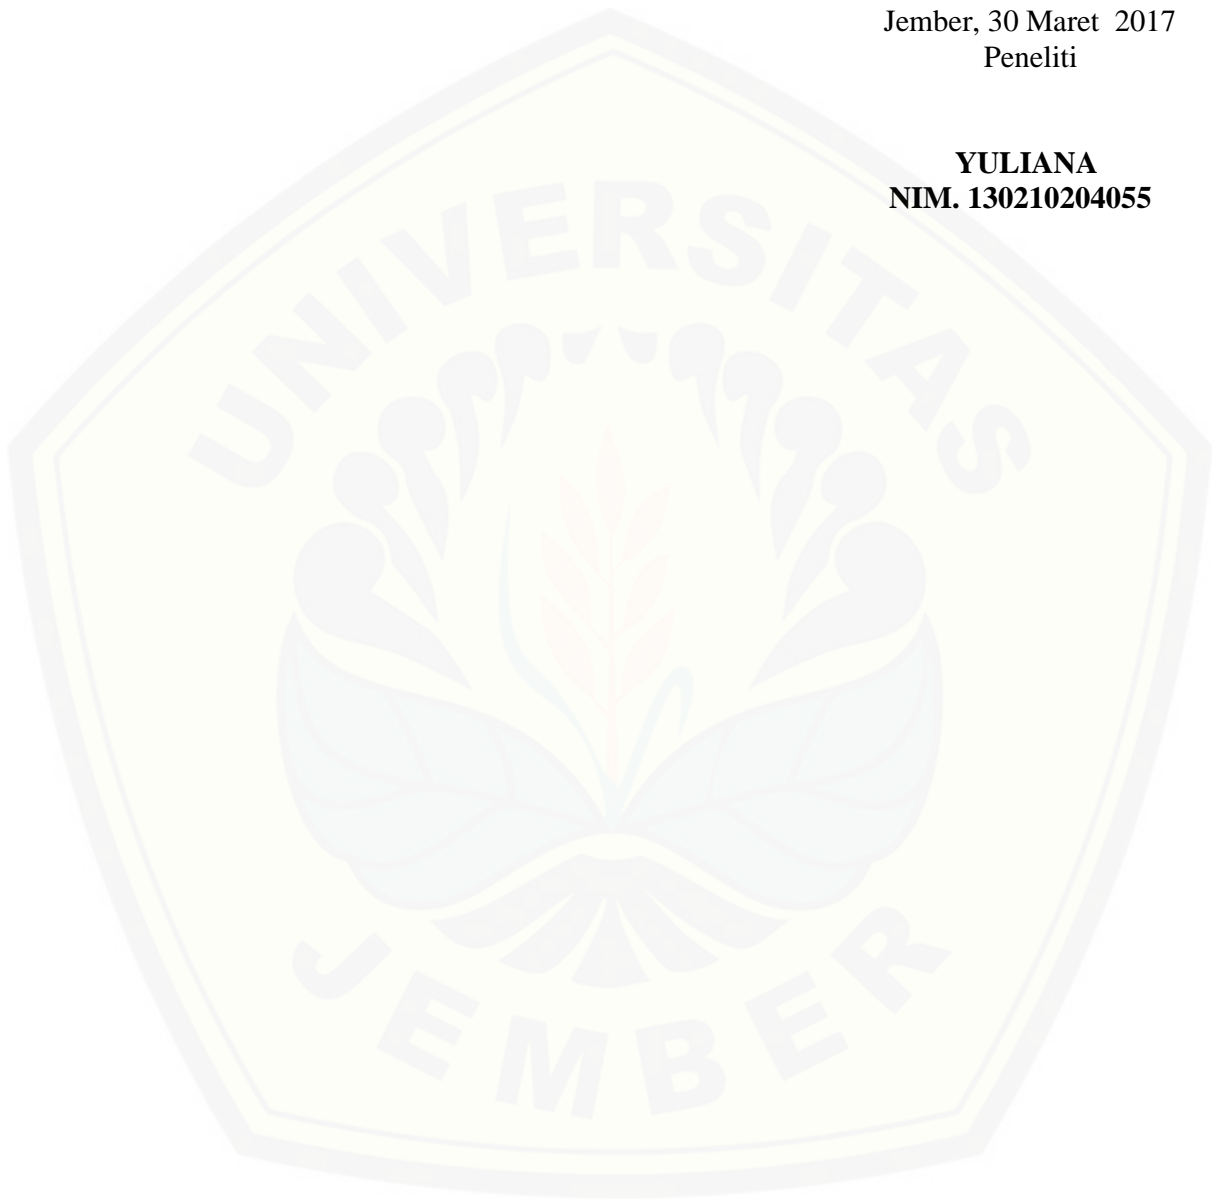 Jember, 30 Maret 2017
Peneliti
YULIANA
NIM. 130210204055
UNIVERSITAS
JEMBER